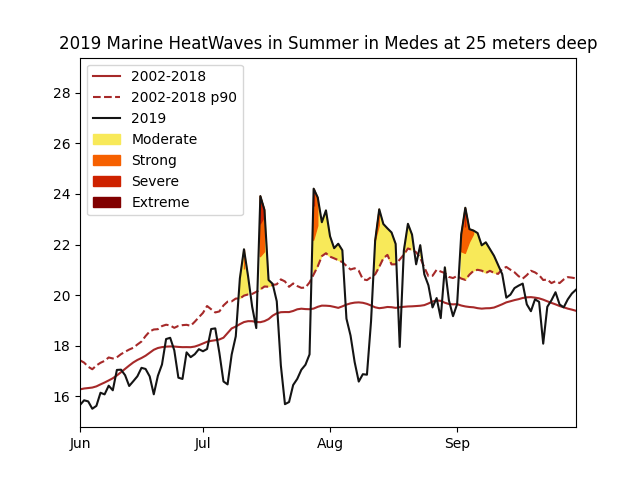 2019 Marine HeatWaves in Summer in Medes at 25 meters deep
2002-2018
2002-2018 p90
2019
Moderate
Strong
Severe
Extreme
28
26
24
22
20
18
16
Jun Jul Aug Sep